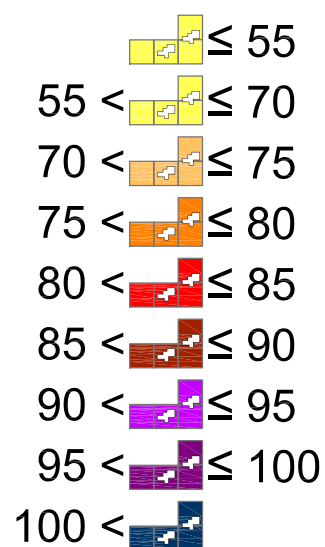 ≤ 55
55 < ≤ 70
70 < ≤ 75
75 < ≤ 80
80 < ≤ 85
85 < ≤ 90
90 < ≤ 95
95 < ≤ 100
100 <